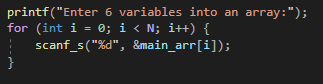 printf("Enter 6 variables into an array:");
for (int i = 0; i < N; i++) {
    scanf_s("%d", &main_arr[i]);
}